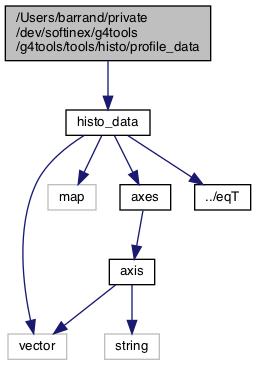 /Users/barrand/private
/dev/softinex/g4tools
/g4tools/tools/histo/profile_data
histo_data
map
axes
../eqT
axis
vector
string